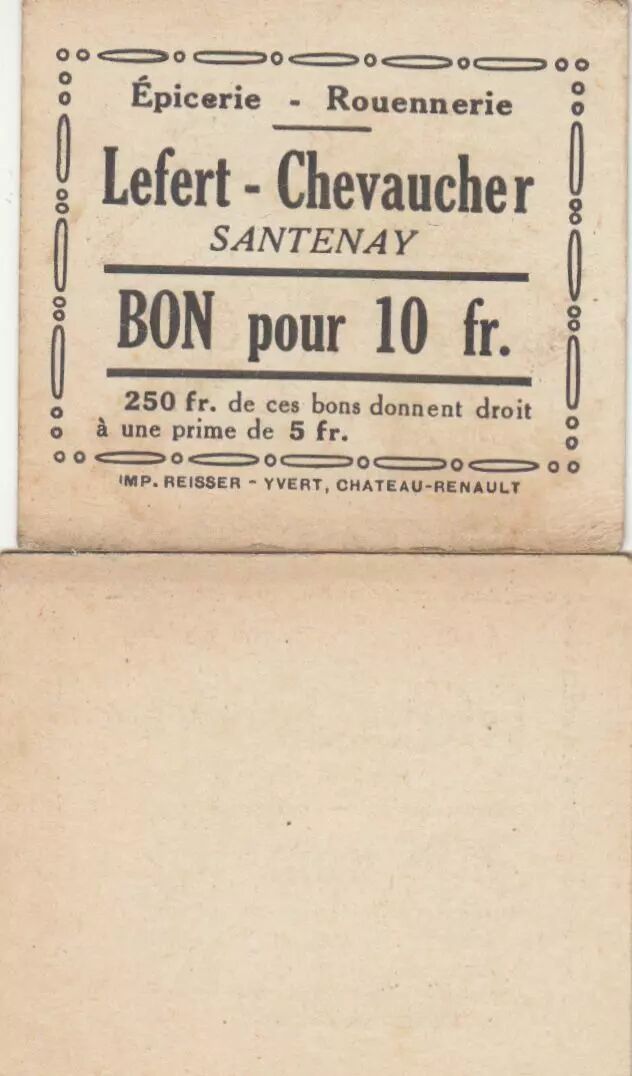 Épicerie - Rouennerie
Lefert - Chevaucher
SANTENAY
BON pour 10 fr.
250 fr. de ces bons donnent droit
à une prime de 5 fr.
IMP. REISSER - YVERT, CHATEAU-RENAULT